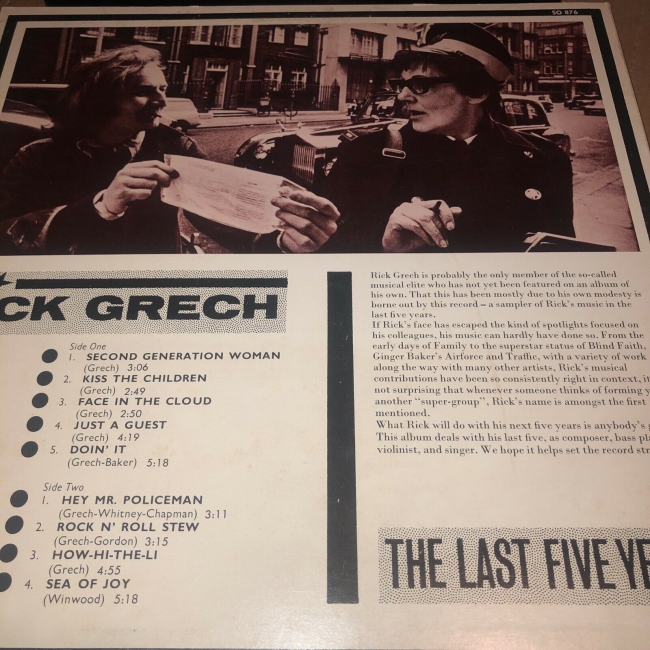 SO 876
CK GRECH
Side One
1. SECOND GENERATION WOMAN
(Grech) 3:06
2. KISS THE CHILDREN
(Grech) 2:49
3. FACE IN THE CLOUD
(Grech) 2:50
4. JUST A GUEST
(Grech) 4:19
5. DOIN' IT
(Grech-Baker) 5:18
Side Two
1. HEY MR. POLICEMAN
(Grech-Whitney-Chapman) 3:11
2. ROCK N' ROLL STEW
(Grech-Gordon) 3:15
3. HOW-HI-THE-LI
(Grech) 4:55
4. SEA OF JOY
(Winwood) 5:18
Rick Grech is probably the only member of the so-called
musical elite who has not yet been featured on an album of
his own. That this has been mostly due to his own modesty is
borne out by this record – a sampler of Rick's music in the
last five years.
If Rick's face has escaped the kind of spotlights focused on
his colleagues, his music can hardly have done so. From the
early days of Family to the superstar status of Blind Faith,
Ginger Baker's Airforce and Traffic, with a variety of work
along the way with many other artists, Rick's musical
contributions have been so consistently right in context, it
not surprising that whenever someone thinks of forming y
another "super-group", Rick's name is amongst the first
mentioned.
What Rick will do with his next five years is anybody's g
This album deals with his last five, as composer, bass pla
violinist, and singer. We hope it helps set the record str
THE LAST FIVE YE